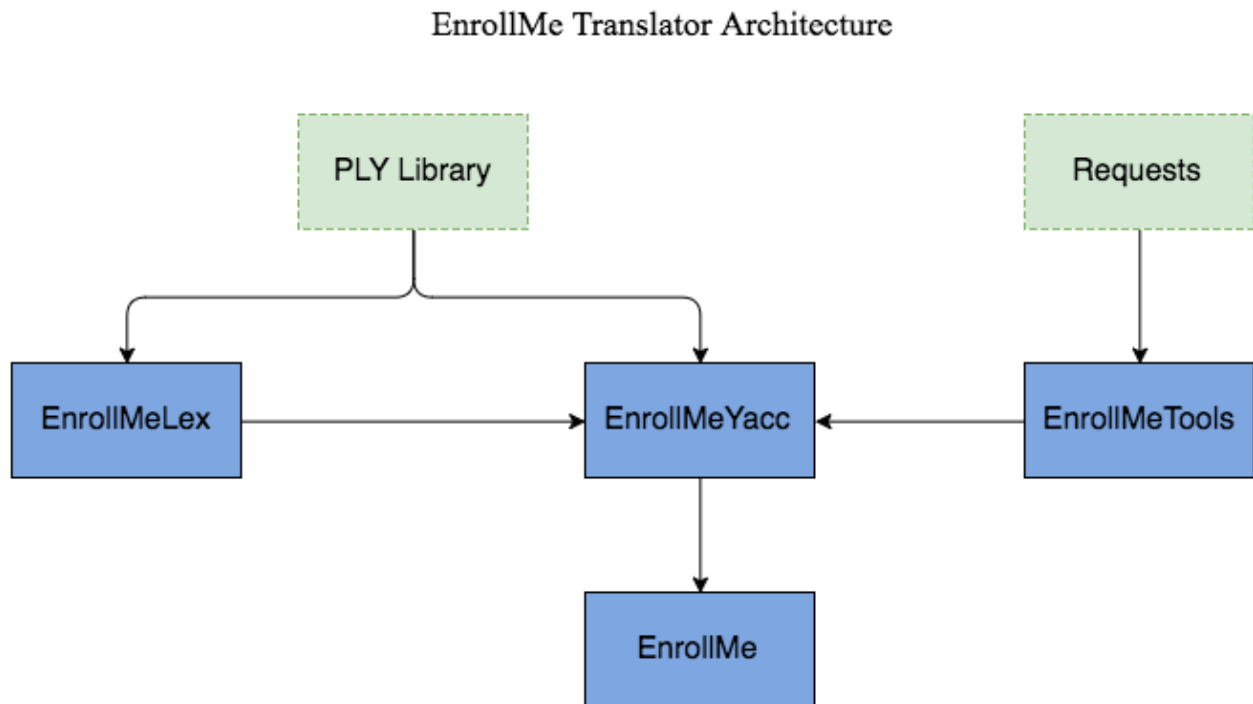 EnrollMe Translator Architecture
PLY Library
Requests
EnrollMeLex
EnrollMeYacc
EnrollMeTools
EnrollMe